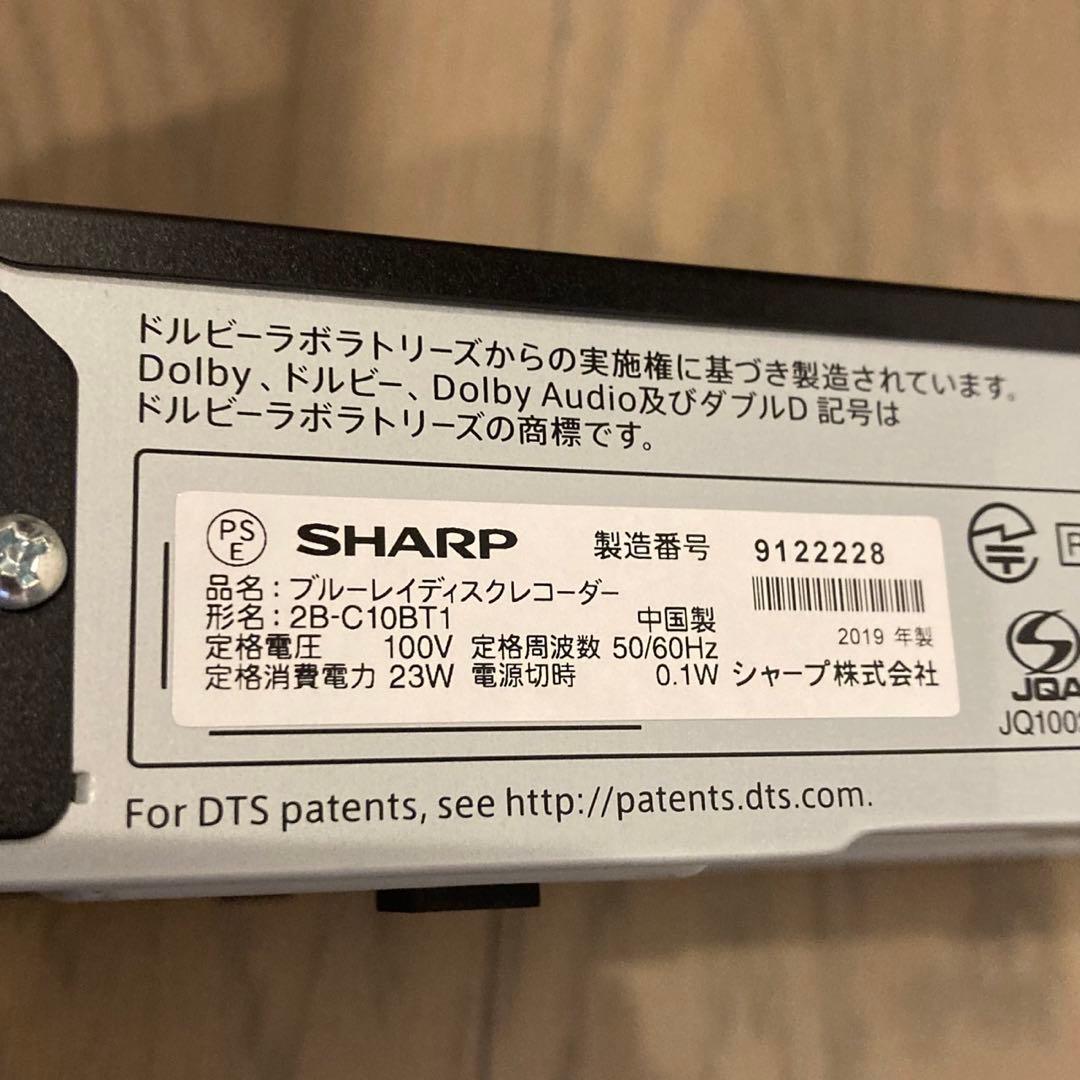 ドルビーラボラトリーズからの実施権に基づき製造されています。
Dolby、ドルビー、Dolby Audio及びダブルD 記号は
ドルビーラボラトリーズの商標です。
PS
E
SHARP 製造番号 9122228
品名：ブルーレイディスクレコーダー
形名：2B-C10BT1 中国製
2019 年製
定格電圧 100V 定格周波数 50/60Hz
定格消費電力 23W 電源切時 0.1W シャープ株式会社
R
JQA
JQ100
For DTS patents, see http://patents.dts.com.